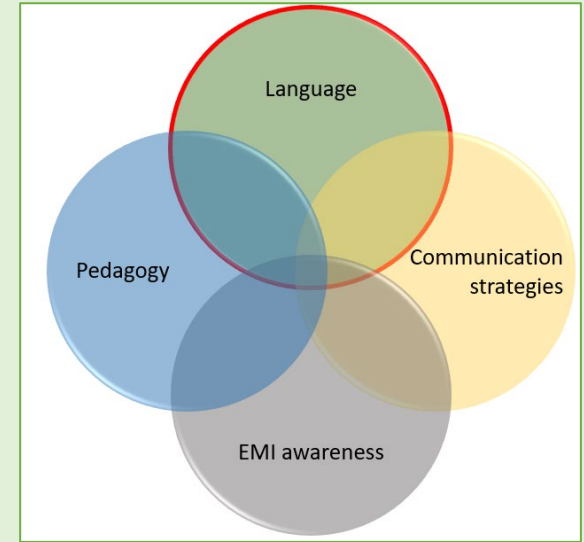 Language
Pedagogy
Communication
strategies
EMI awareness